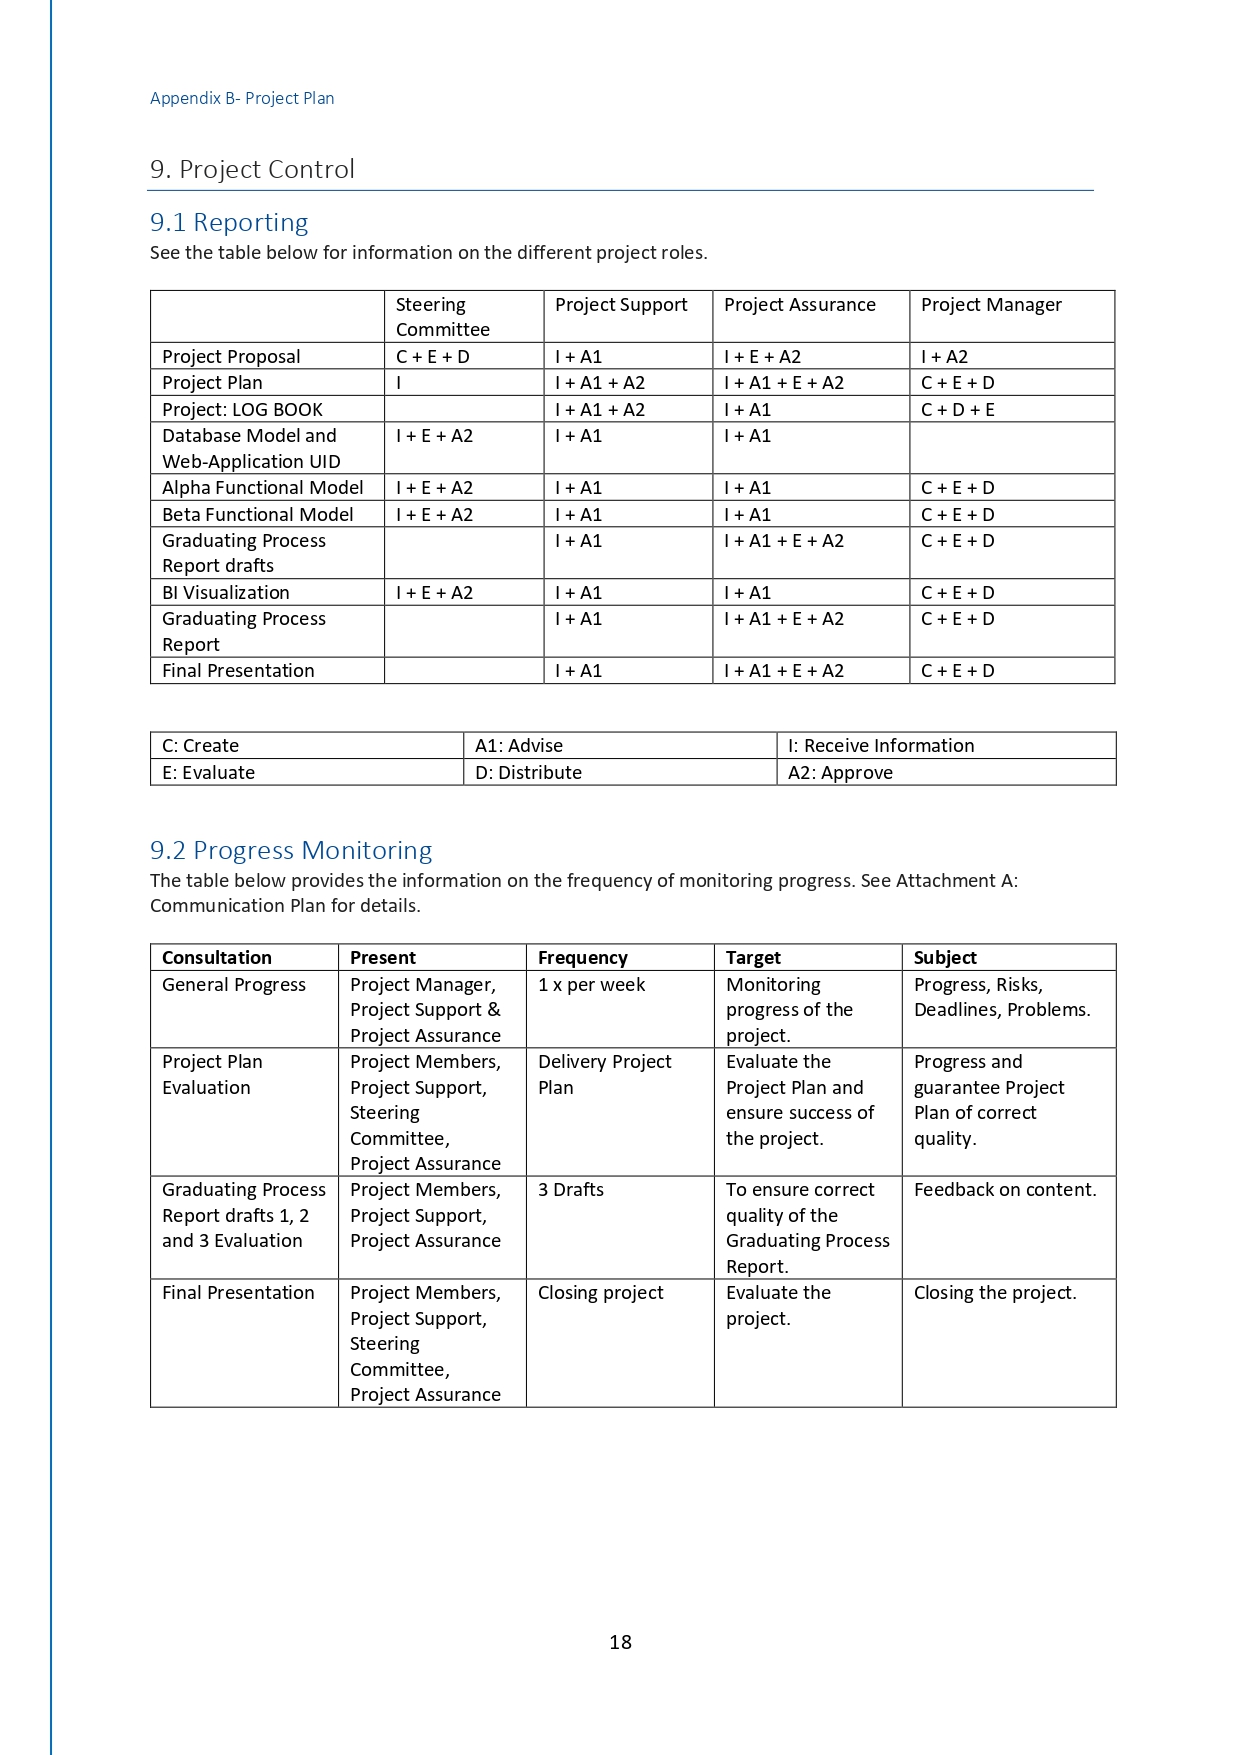 Appendix B- Project Plan
9. Project Control
9.1 Reporting
See the table below for information on the different project roles.
Steering Committee Project Support Project Assurance Project Manager
Project Proposal C + E + D I + A1 I + E + A2 I + A2
Project Plan I I + A1 + A2 I + A1 + E + A2 C + E + D
Project: LOG BOOK I + A1 + A2 I + A1 C + D + E
Database Model and Web-Application UID I + E + A2 I + A1 I + A1
Alpha Functional Model I + E + A2 I + A1 I + A1 C + E + D
Beta Functional Model I + E + A2 I + A1 I + A1 C + E + D
Graduating Process Report drafts I + A1 I + A1 + E + A2 C + E + D
BI Visualization I + E + A2 I + A1 I + A1 C + E + D
Graduating Process Report I + A1 I + A1 + E + A2 C + E + D
Final Presentation I + A1 I + A1 + E + A2 C + E + D
C: Create A1: Advise I: Receive Information
E: Evaluate D: Distribute A2: Approve
9.2 Progress Monitoring
The table below provides the information on the frequency of monitoring progress. See Attachment A:
Communication Plan for details.
Consultation Present Frequency Target Subject
General Progress Project Manager, Project Support & Project Assurance 1 x per week Monitoring progress of the project. Progress, Risks, Deadlines, Problems.
Project Plan Evaluation Project Members, Project Support, Steering Committee, Project Assurance Delivery Project Plan Evaluate the Project Plan and ensure success of the project. Progress and guarantee Project Plan of correct quality.
Graduating Process Report drafts 1, 2 and 3 Evaluation Project Members, Project Support, Project Assurance 3 Drafts To ensure correct quality of the Graduating Process Report. Feedback on content.
Final Presentation Project Members, Project Support, Steering Committee, Project Assurance Closing project Evaluate the project. Closing the project.
18